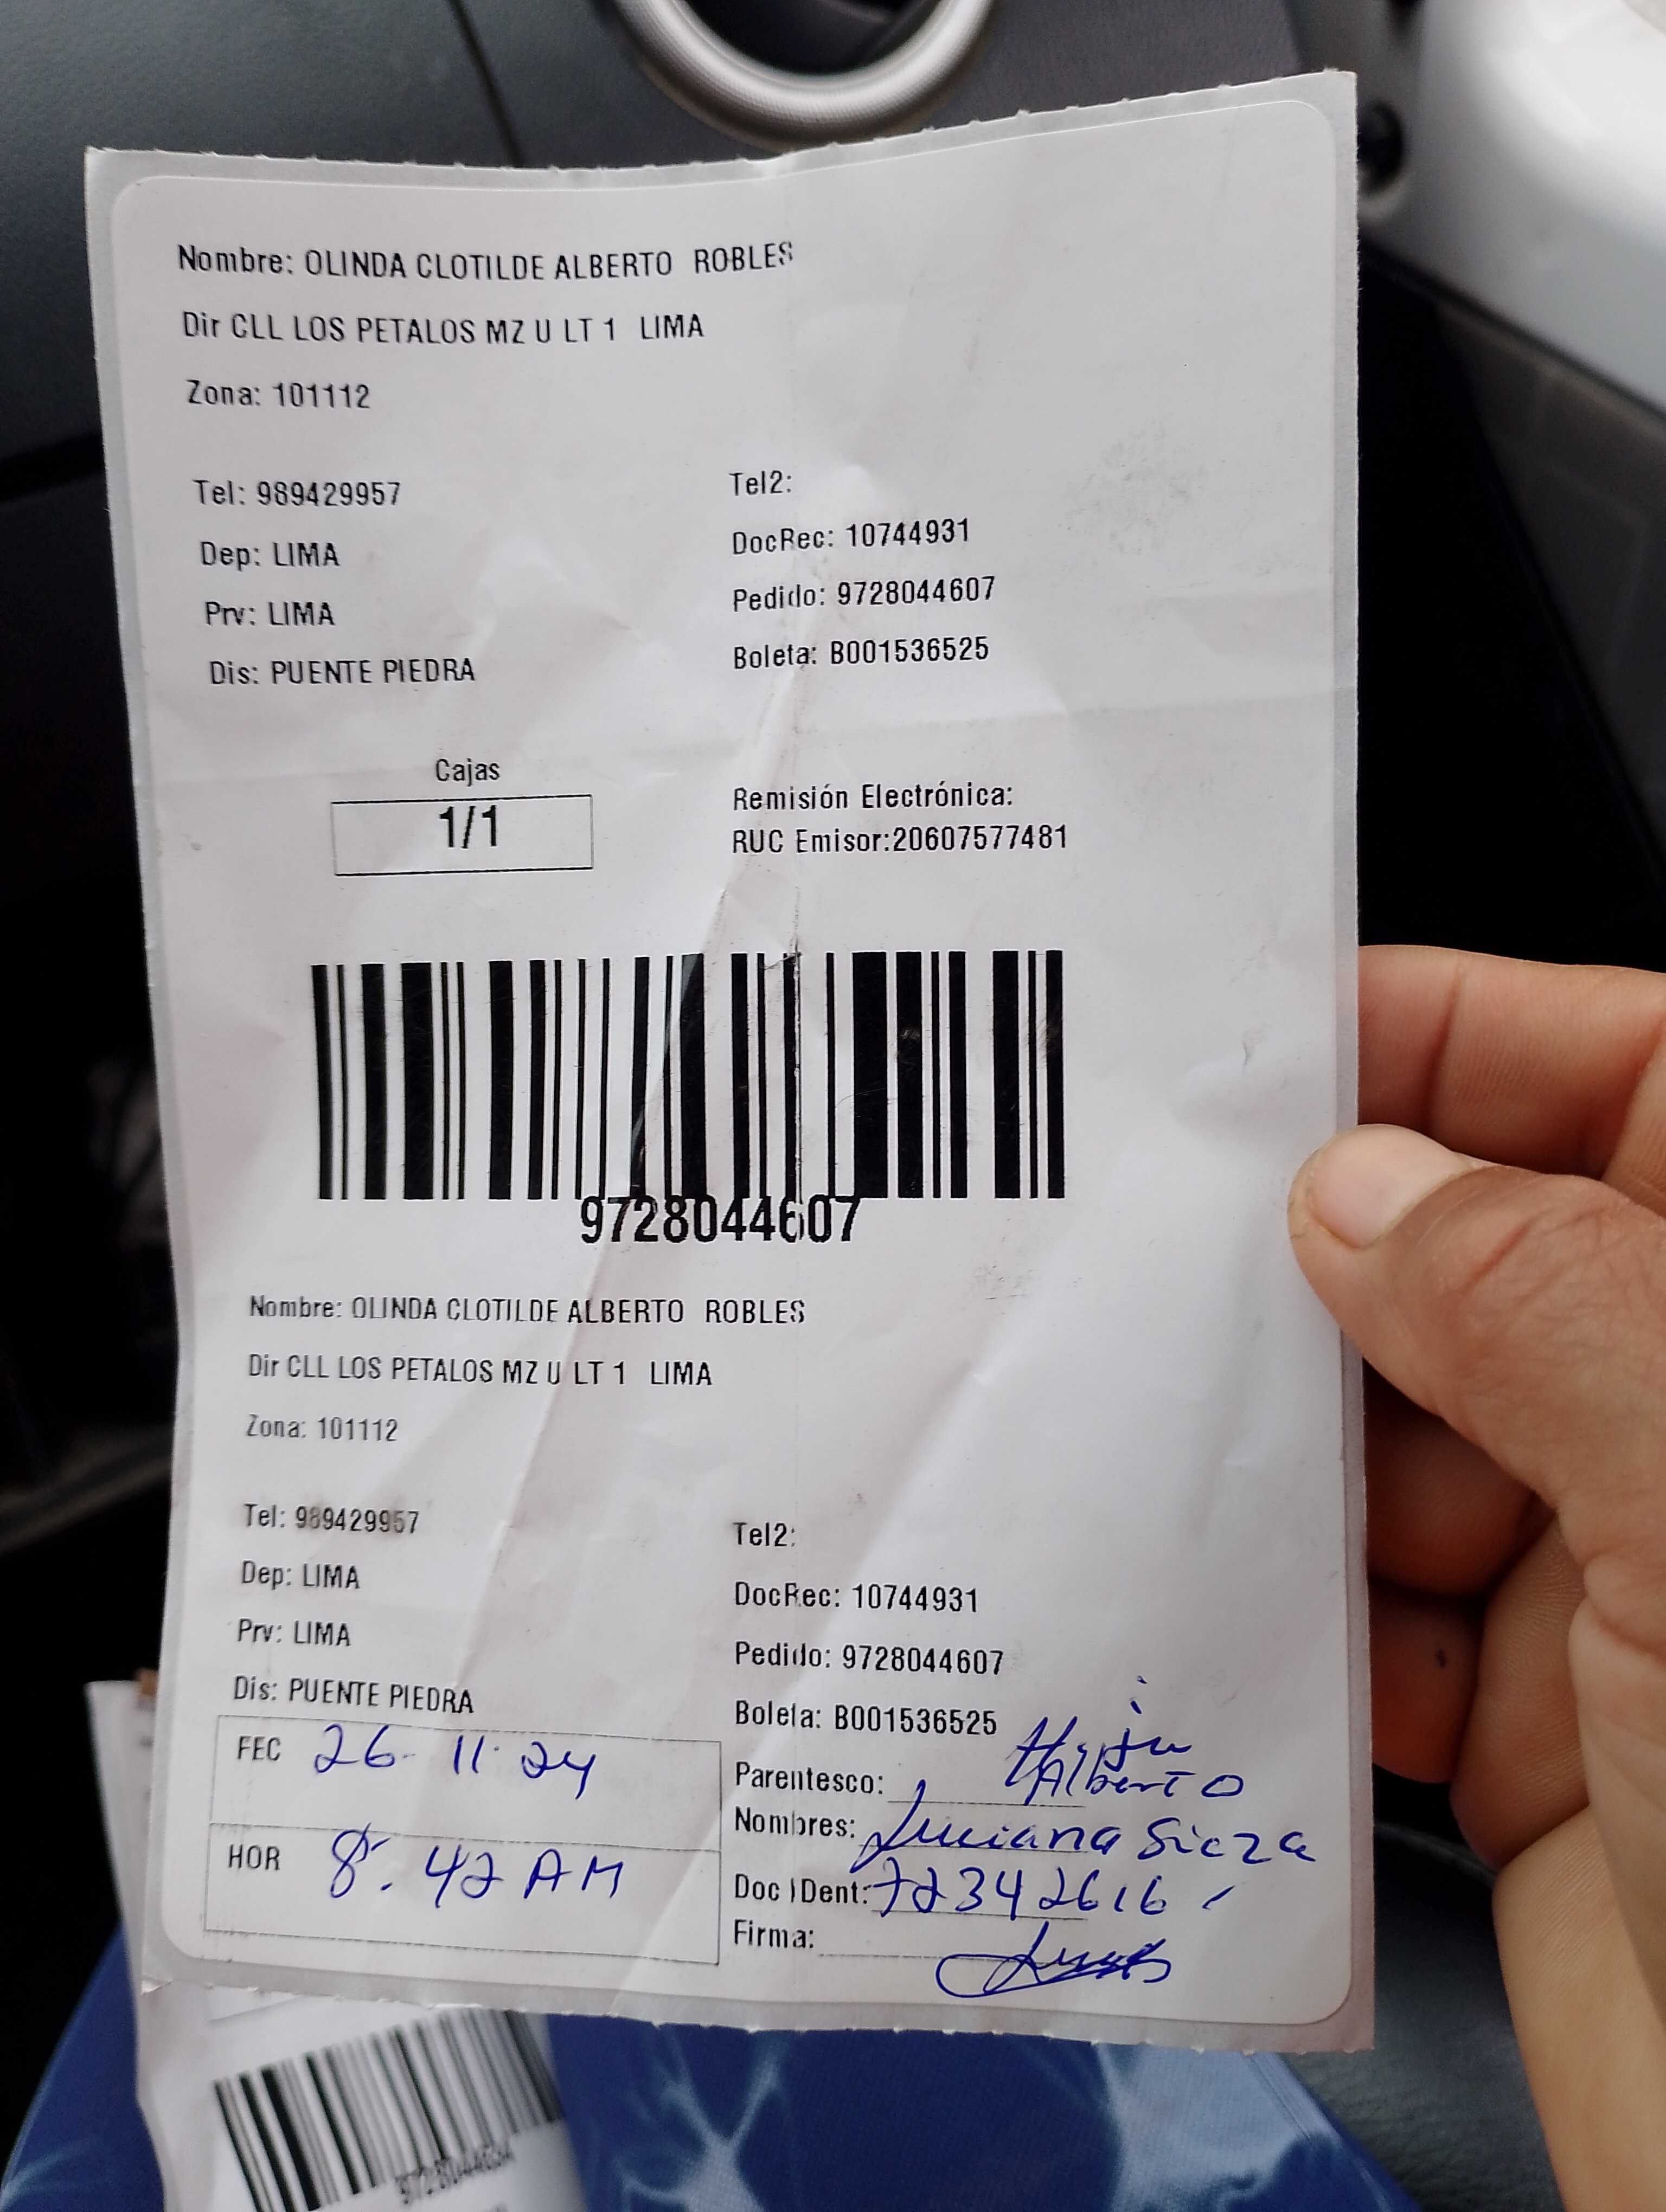 Nombre: OLINDA CLOTILDE ALBERTO ROBLES
Dir CLL LOS PETALOS MZ U LT 1 LIMA
Zona: 101112
Tel: 989429957
Tel2:
Dep: LIMA
DocRec: 10744931
Prv: LIMA
Pedido: 9728044607
Dis: PUENTE PIEDRA
Boleta: B001536525
Cajas
1/1
Remisión Electrónica:
RUC Emisor:20607577481
9728044607
Nombre: OLINDA CLOTILDE ALBERTO ROBLES
Dir CLL LOS PETALOS MZ U LT 1 LIMA
Zona: 101112
Tel: 989429957
Tel2:
Dep: LIMA
DocRec: 10744931
Prv: LIMA
Pedido: 9728044607
Dis: PUENTE PIEDRA
Boleta: B001536525
FEC 26 11 24
Parentesco:
Alberto
Nombres: Luciana Sieza
HOR 8:42 AM
Doc IDent: 72342616
Firma: